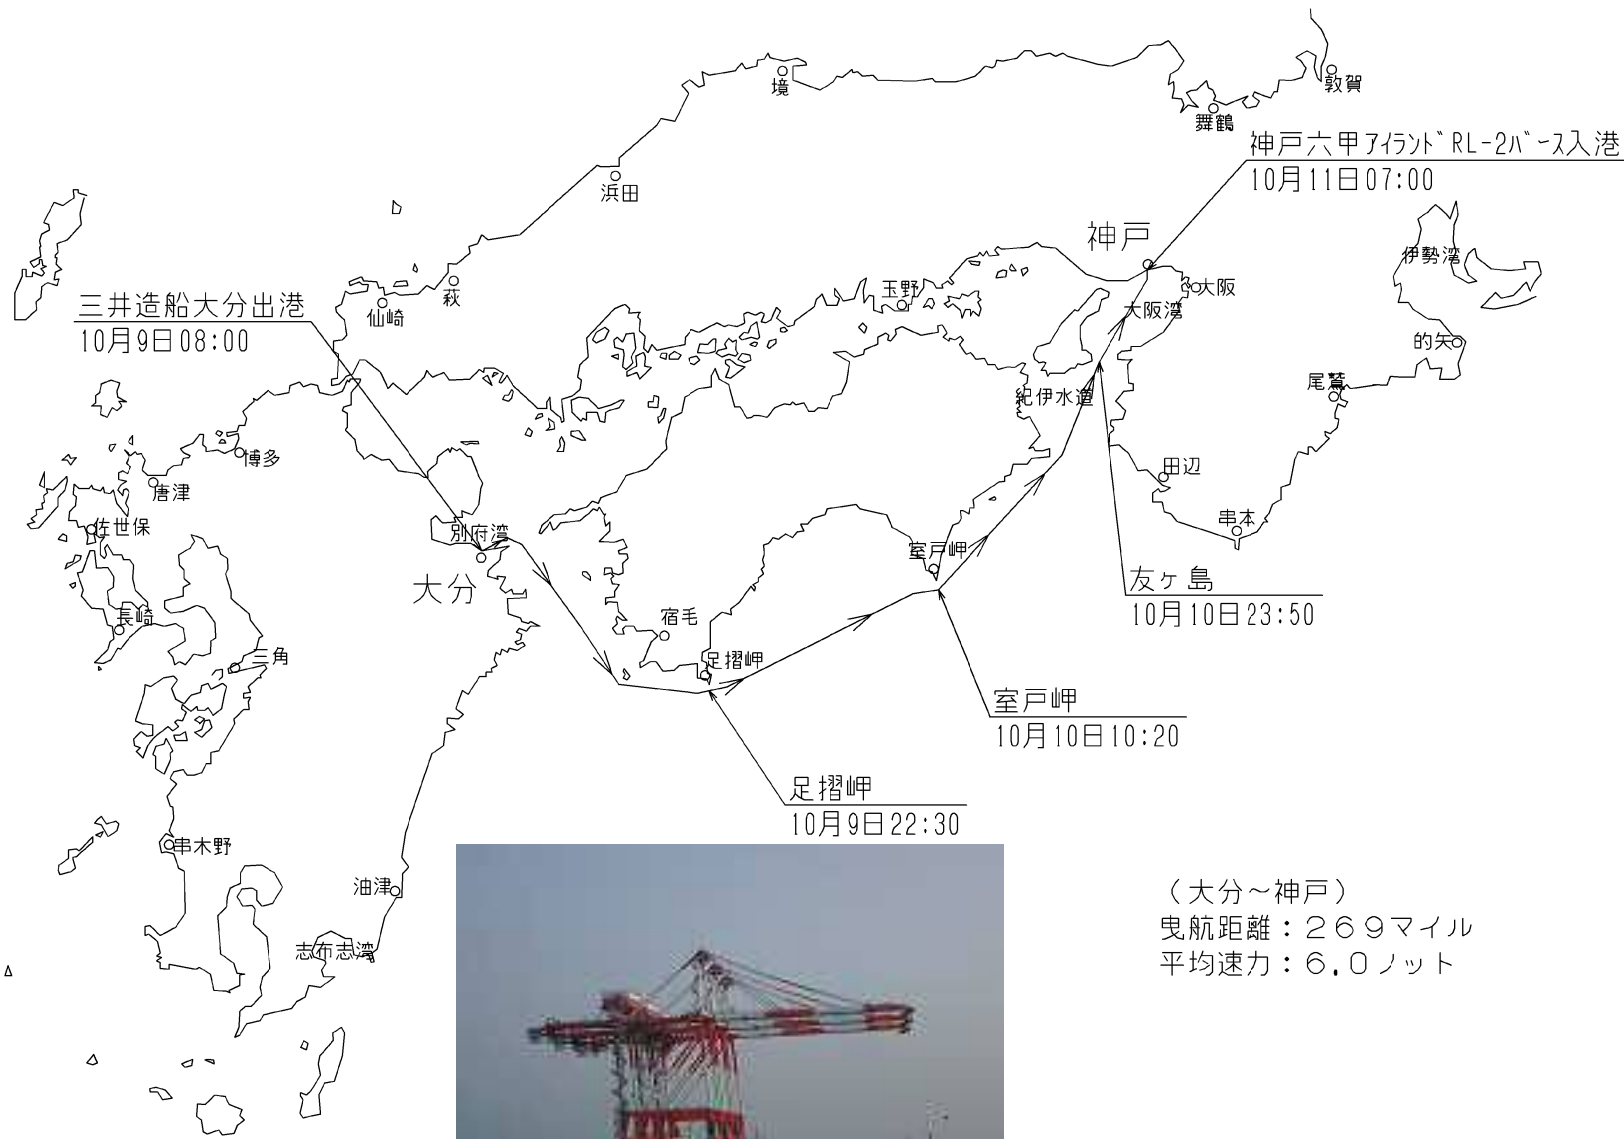 境
敦賀
舞鶴
神戸六甲ｱｲﾗﾝﾄﾞRL-2ﾊﾞｰｽ入港
10月11日07:00
浜田
神戸
伊勢湾
萩
仙崎
玉野
大阪
大阪湾
三井造船大分出港
10月9日08:00
的矢
尾鷲
紀伊水道
博多
唐津
田辺
佐世保
別府湾
串本
室戸岬
大分
友ヶ島
10月10日23:50
長崎
宿毛
三角
足摺岬
室戸岬
10月10日10:20
足摺岬
10月9日22:30
串木野
油津
志布志湾
（大分～神戸）
曳航距離：２６９マイル
平均速力：６.０ノット